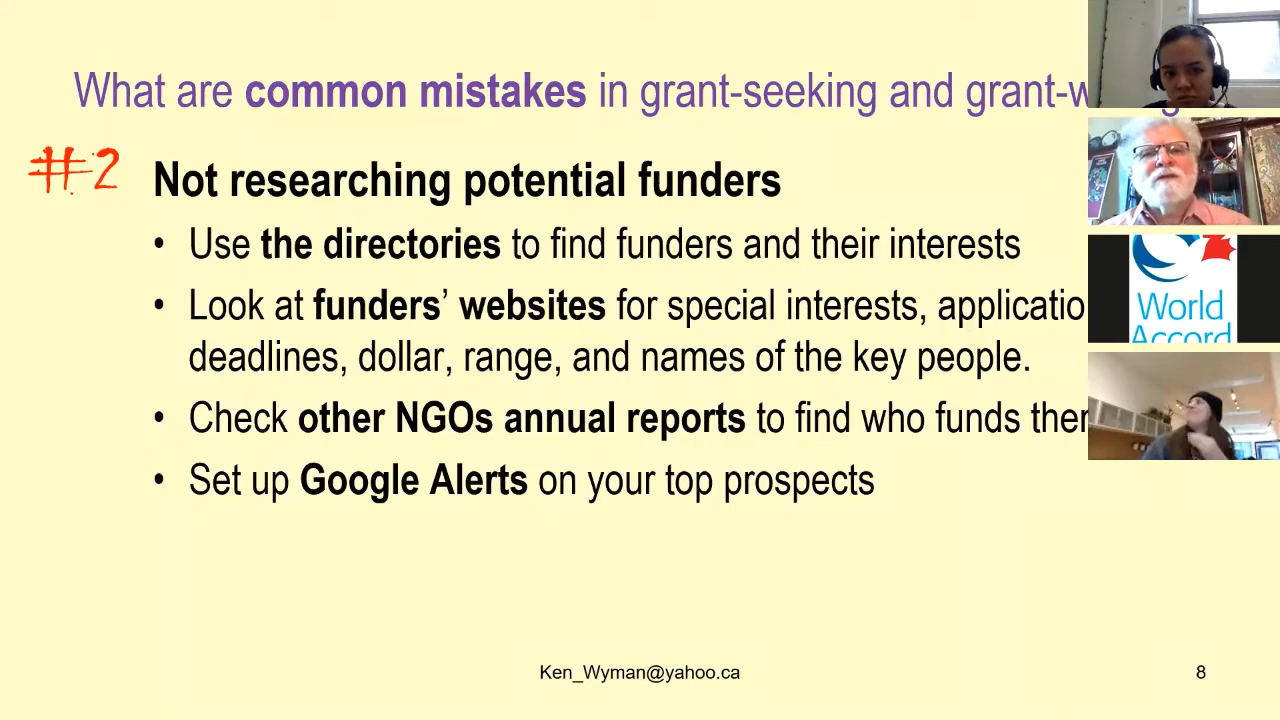 What are common mistakes in grant-seeking and grant-w
#2
Not researching potential funders
• Use the directories to find funders and their interests
• Look at funders’ websites for special interests, applicatio
deadlines, dollar, range, and names of the key people.
• Check other NGOs annual reports to find who funds then
• Set up Google Alerts on your top prospects
World
Accord
Ken_Wyman@yahoo.ca
8